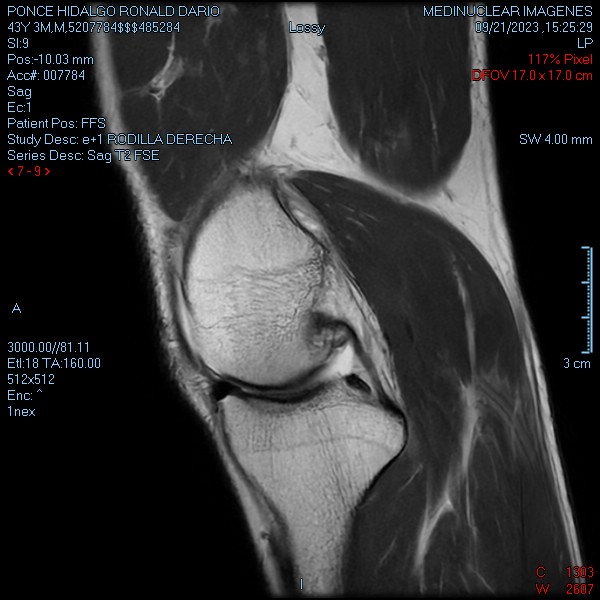 PONCE HIDALGO RONALD DARIO
43Y 3M,M,5207784$$$485284
SI:9
Pos:-10.03 mm
Acc#: 007784
Sag
Ec:1
Patient Pos: FFS
Study Desc: e+1 RODILLA DERECHA
Series Desc: Sag T2 FSE
< 7 - 9 >
Lossy
MEDINUCLEAR IMAGENES
09/21/2023 ,15:25:29
LP
117% Pixel
DFOV 17.0 x 17.0 cm
SW 4.00 mm
A
3 cm
3000.00//81.11
Etl:18 TA:160.00
512x512
Enc: ^
1nex
I
C 1303
W 2607